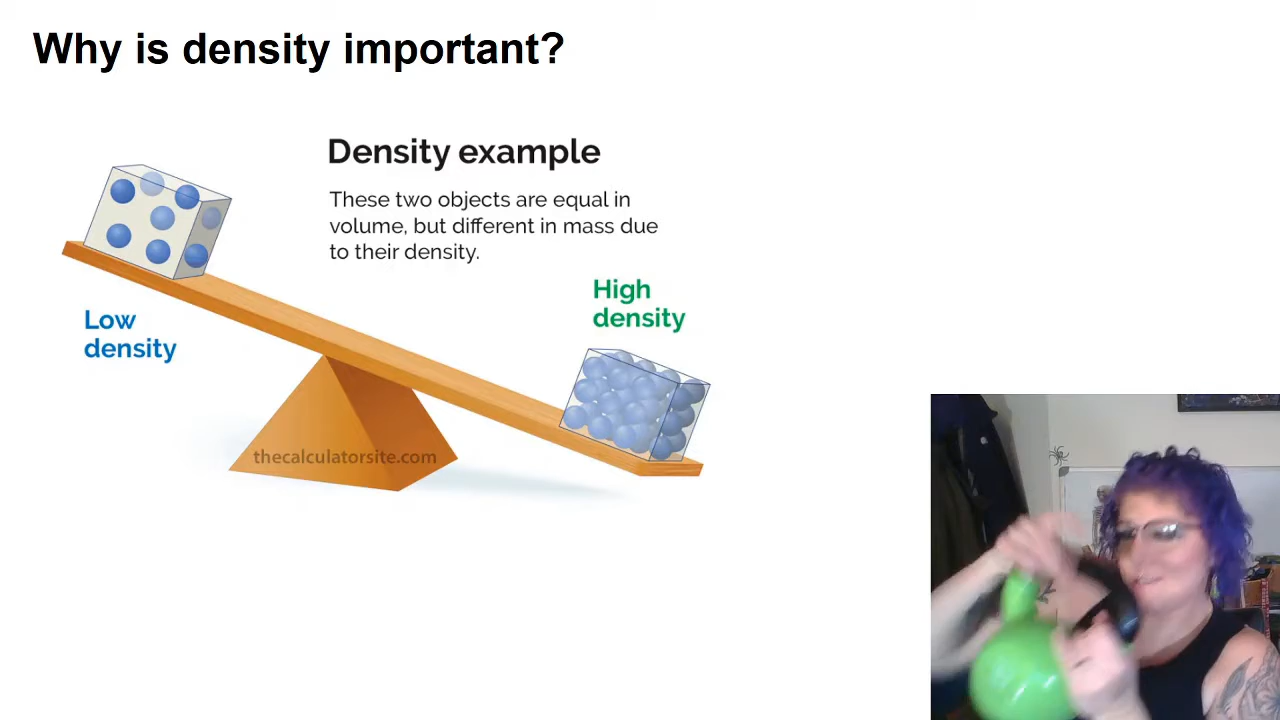 Why is density important?
Density example
These two objects are equal in
volume, but different in mass due
to their density.
High
density
Low
density
thecalculatorsite.com